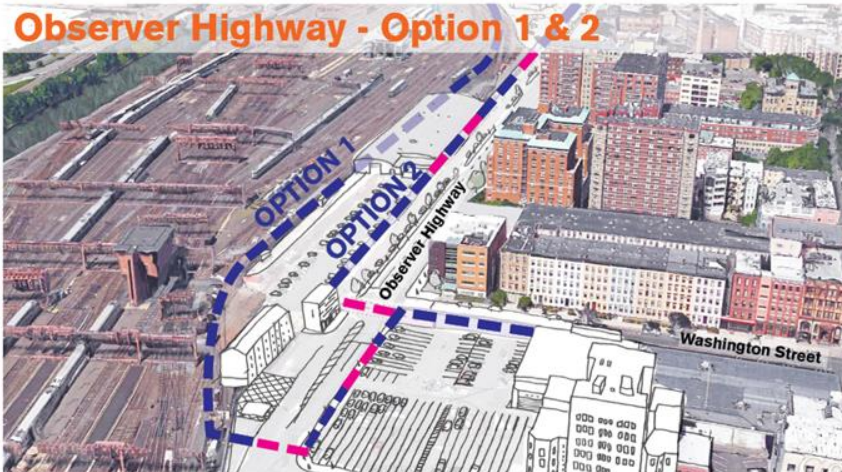 Observer Highway - Option 1 & 2
OPTION 1
OPTION 2
Observer Highway
Washington Street